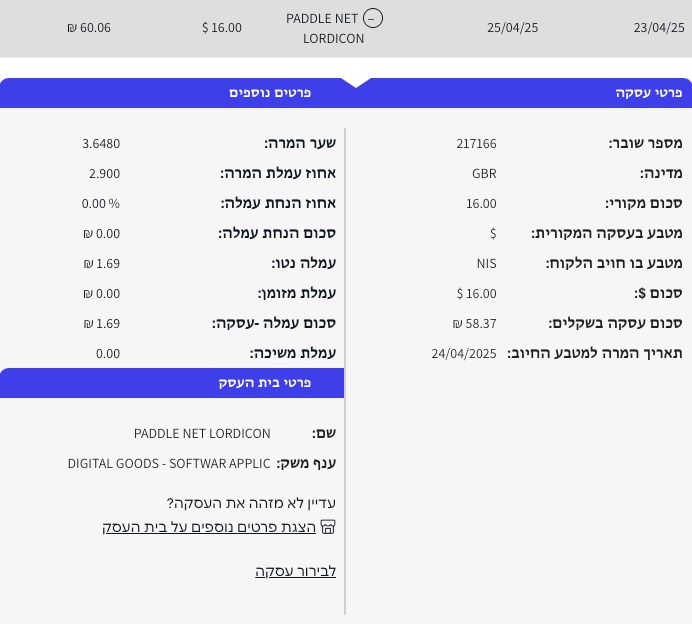 23/04/25 25/04/25 PADDLE NET LORDICON $ 16.00 ₪ 60.06
פרטי עסקה
מספר שובר: 217166
מדינה: GBR
סכום מקורי: 16.00
מטבע בעסקה המקורית: $
מטבע בו חויב הלקוח: NIS
סכום $: $ 16.00
סכום עסקה בשקלים: ₪ 58.37
תאריך המרה למטבע החיוב: 24/04/2025
פרטים נוספים
שער המרה: 3.6480
אחוז עמלת המרה: 2.900
אחוז הנחת עמלה: 0.00 %
סכום הנחת עמלה: ₪ 0.00
עמלה נטו: ₪ 1.69
עמלת מזומן: ₪ 0.00
סכום עמלה -עסקה: ₪ 1.69
עמלת משיכה: 0.00
פרטי בית העסק
שם: PADDLE NET LORDICON
ענף משק: DIGITAL GOODS - SOFTWAR APPLIC
עדיין לא מזהה את העסקה?
הצגת פרטים נוספים על בית העסק
לבירור עסקה